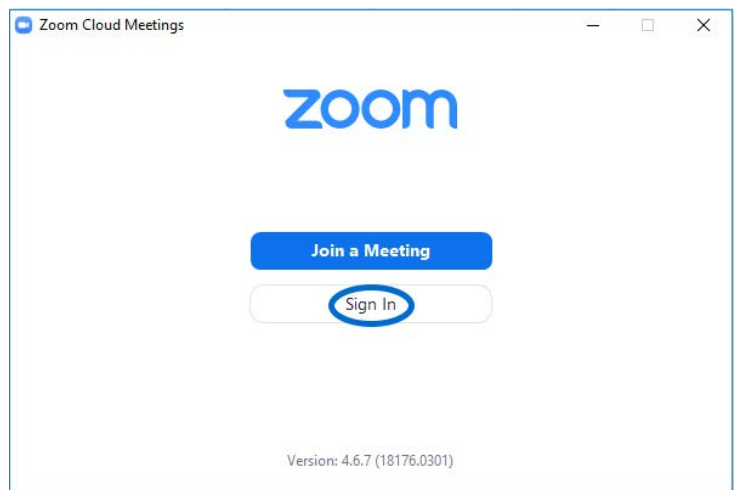 Zoom Cloud Meetings
zoom
Join a Meeting
Sign In
Version: 4.6.7 (18176.0301)